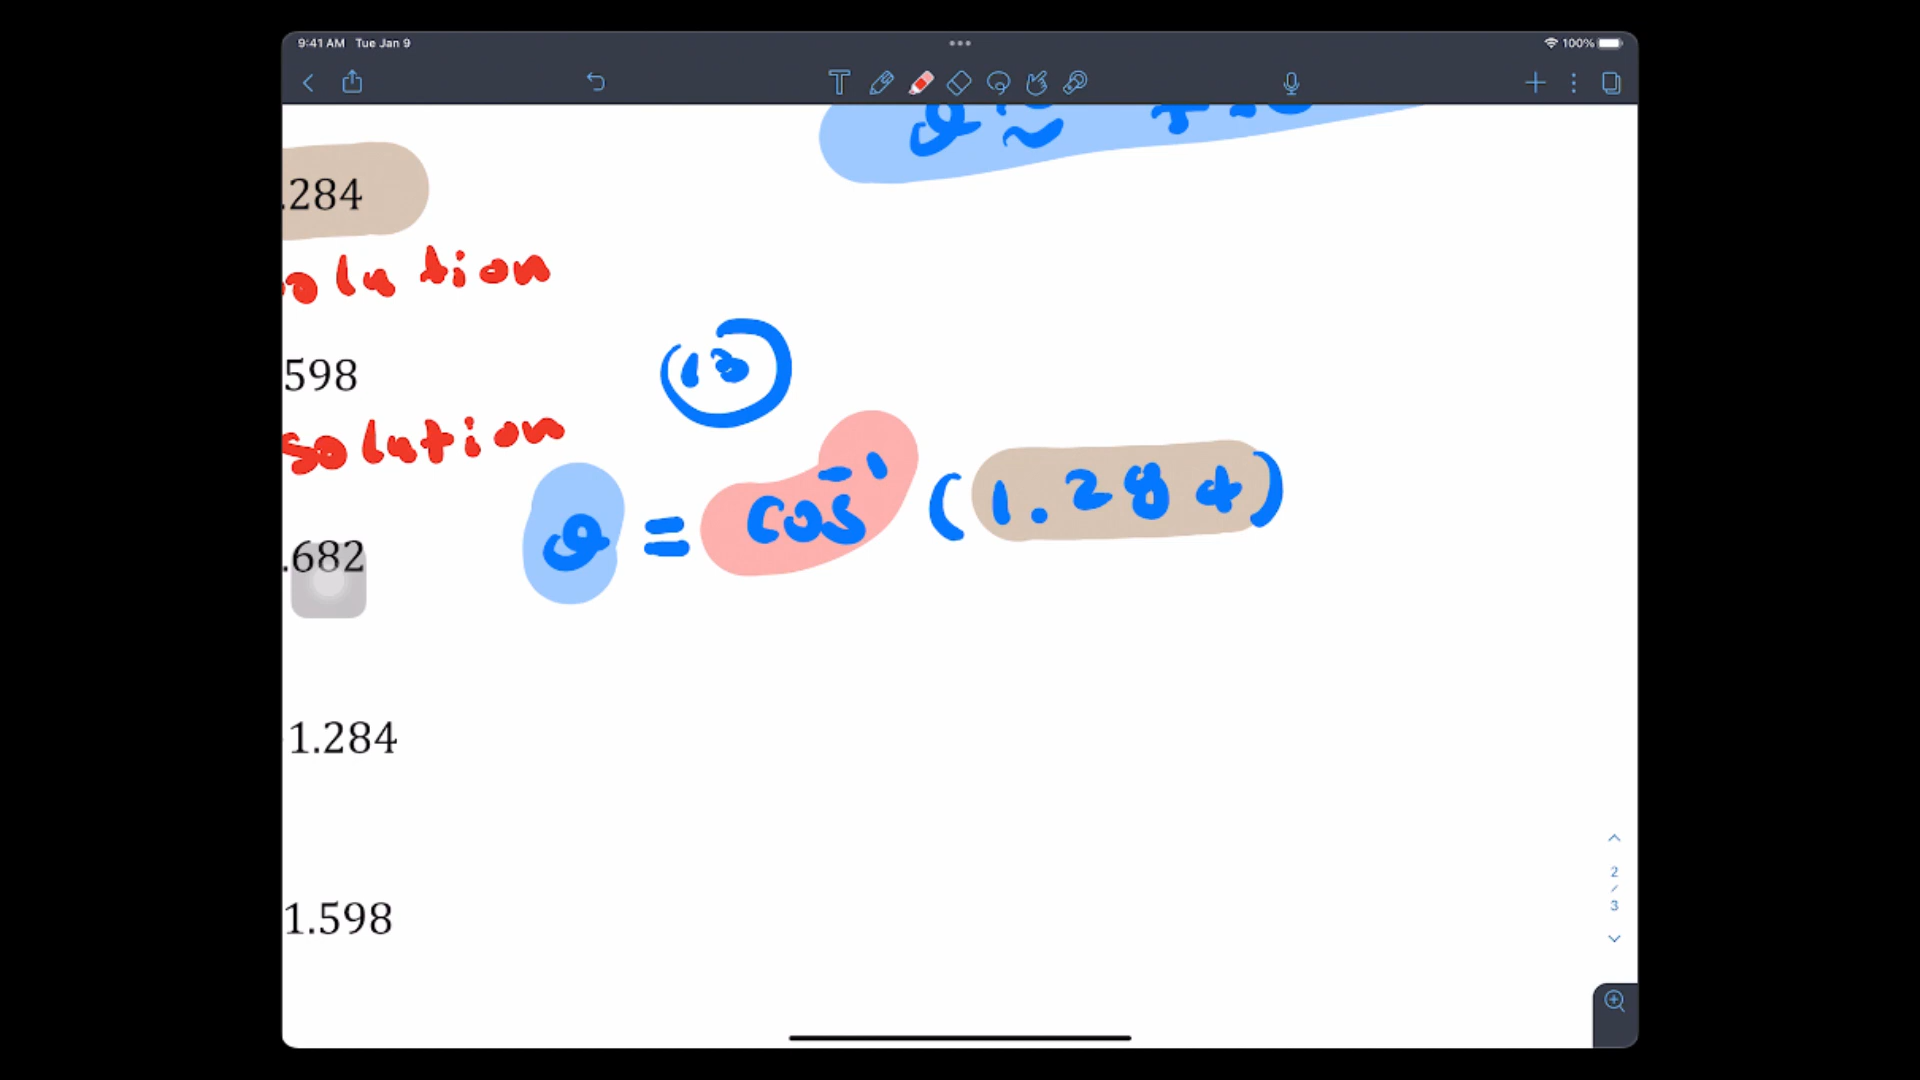 9:41 AM Tue Jan 9
100%
.284
olution
13
598
solution
θ = cos⁻¹ (1.284)
.682
1.284
1.598
2
/
3